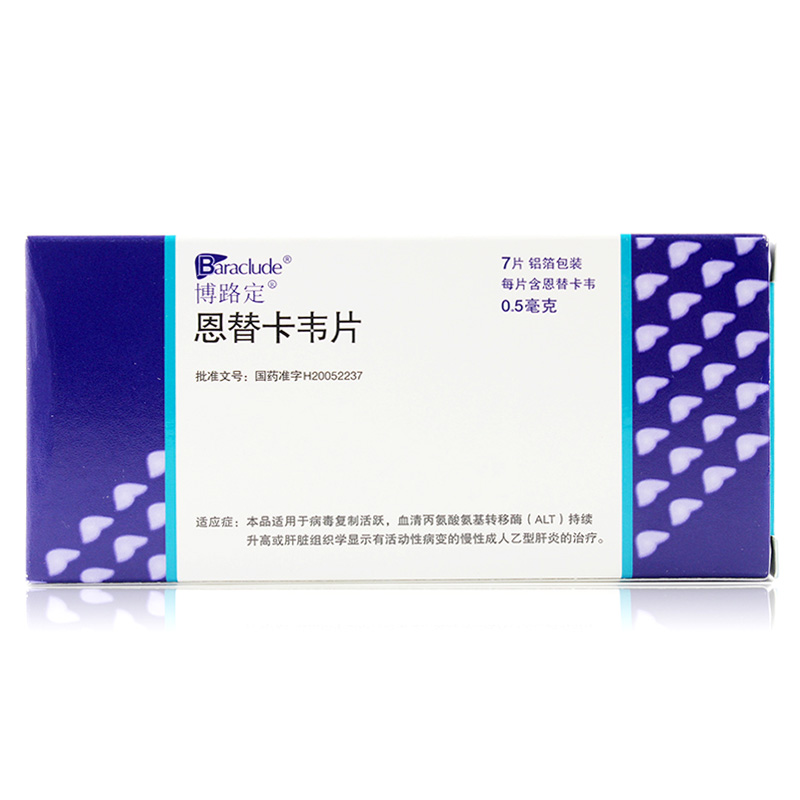 Baraclude®
博路定®
恩替卡韦片
批准文号：国药准字H20052237
7片 铝箔包装
每片含恩替卡韦
0.5毫克
适应症：本品适用于病毒复制活跃，血清丙氨酸氨基转移酶（ALT）持续
升高或肝脏组织学显示有活动性病变的慢性成人乙型肝炎的治疗。